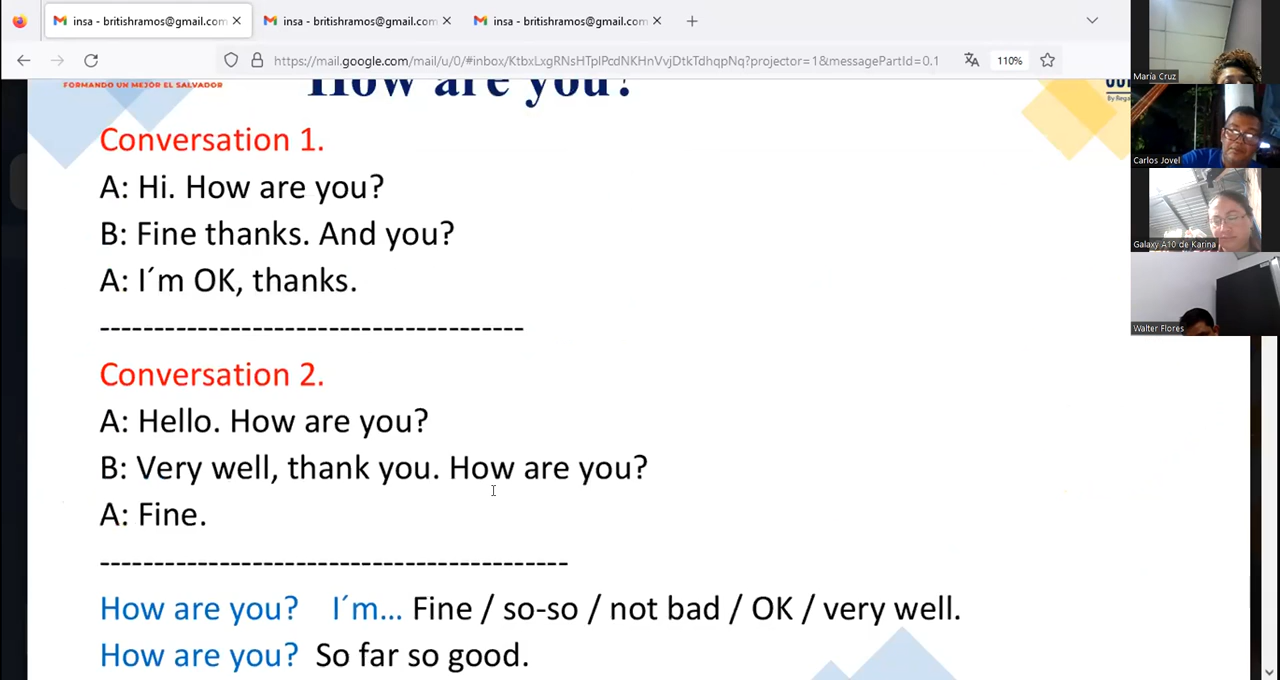 insa - britishramos@gmail.com
insa - britishramos@gmail.com
insa - britishramos@gmail.com
https://mail.google.com/mail/u/0/#inbox/KtbxLxgRNsHTplPcdNKHnVvjDtkTdhqpNq?projector=1&messagePartId=0.1
110%
FORMANDO UN MEJOR EL SALVADOR
How are you?
Conversation 1.
A: Hi. How are you?
B: Fine thanks. And you?
A: I´m OK, thanks.
------------------------------------
Conversation 2.
A: Hello. How are you?
B: Very well, thank you. How are you?
A: Fine.
----------------------------------------
How are you? I´m... Fine / so-so / not bad / OK / very well.
How are you? So far so good.
María Cruz
Carlos Jovel
Galaxy A10 de Karina
Walter Flores